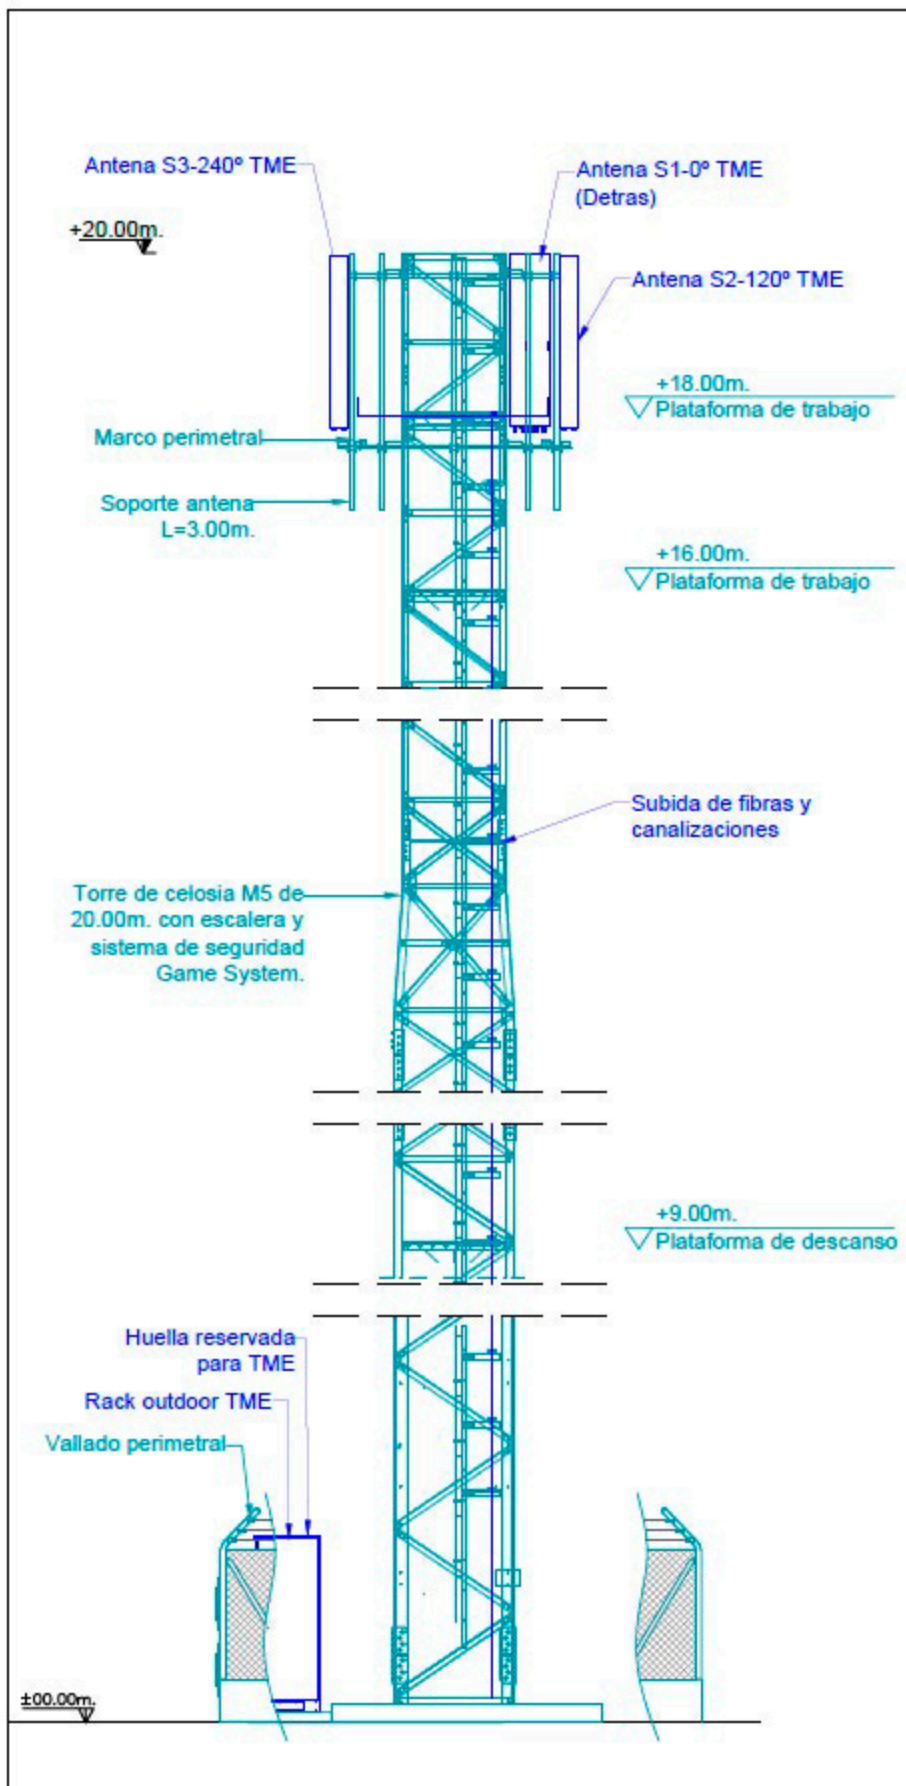 Antena S3-240º TME
Antena S1-0º TME
(Detras)
+20.00m.
Antena S2-120º TME
+18.00m.
Plataforma de trabajo
Marco perimetral
Soporte antena
L=3.00m.
+16.00m.
Plataforma de trabajo
Subida de fibras y
canalizaciones
Torre de celosia M5 de
20.00m. con escalera y
sistema de seguridad
Game System.
+9.00m.
Plataforma de descanso
Huella reservada
para TME
Rack outdoor TME
Vallado perimetral
±00.00m.